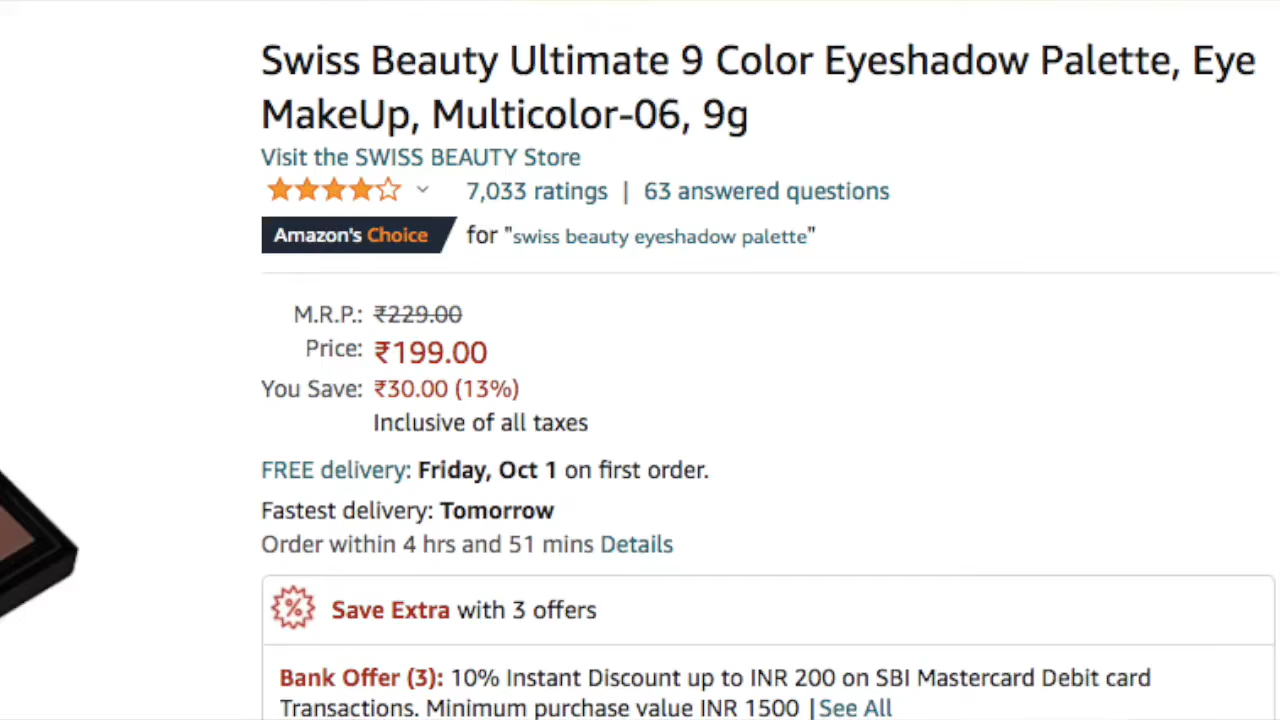 Swiss Beauty Ultimate 9 Color Eyeshadow Palette, Eye
MakeUp, Multicolor-06, 9g
Visit the SWISS BEAUTY Store
7,033 ratings | 63 answered questions
Amazon's Choice for "swiss beauty eyeshadow palette"
M.R.P.: ₹229.00
Price: ₹199.00
You Save: ₹30.00 (13%)
Inclusive of all taxes
FREE delivery: Friday, Oct 1 on first order.
Fastest delivery: Tomorrow
Order within 4 hrs and 51 mins Details
% Save Extra with 3 offers
Bank Offer (3): 10% Instant Discount up to INR 200 on SBI Mastercard Debit card
Transactions. Minimum purchase value INR 1500 | See All